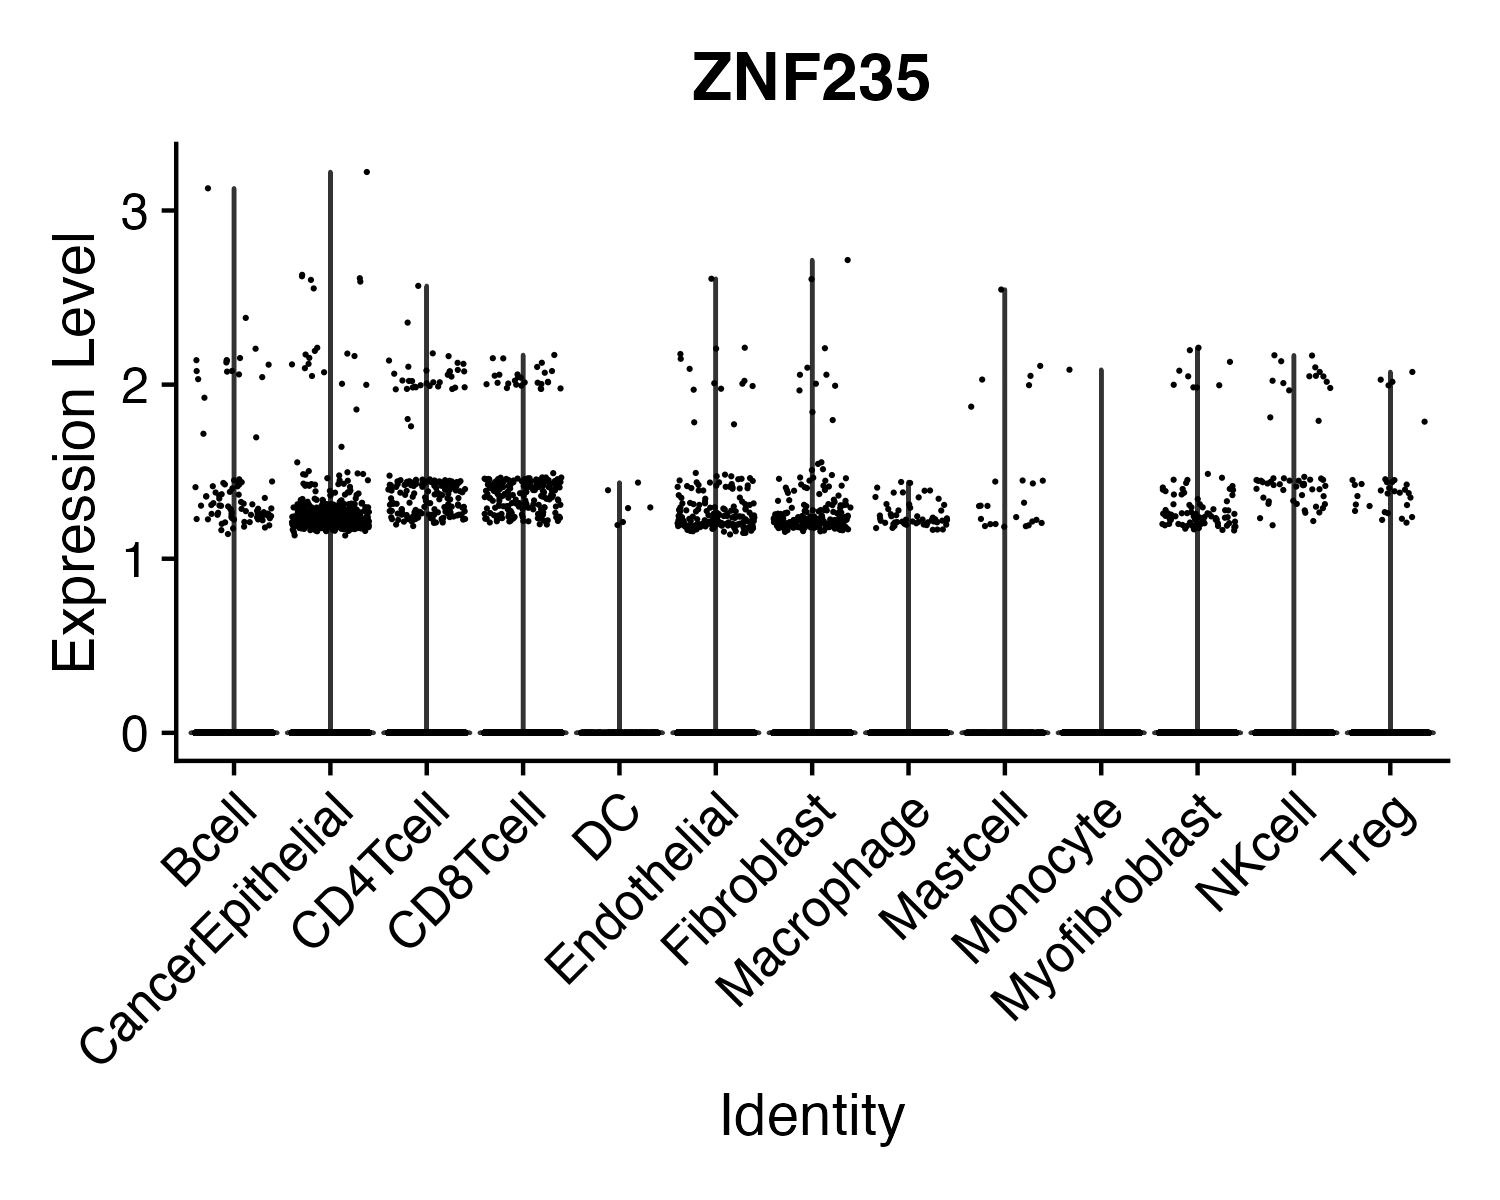 ZNF235
Expression Level
3
2
1
0
Bcell
CancerEpithelial
CD4Tcell
CD8Tcell
DC
Endothelial
Fibroblast
Macrophage
Mastcell
Monocyte
Myofibroblast
NKcell
Treg
Identity